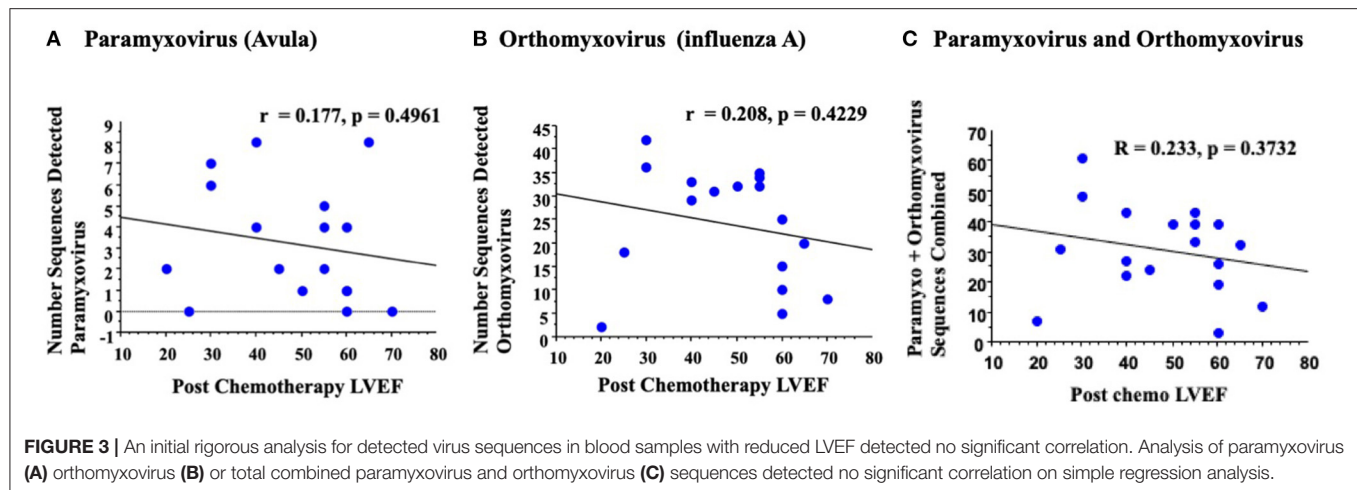 A Paramyxovirus (Avula)
B Orthomyxovirus (influenza A)
C Paramyxovirus and Orthomyxovirus
r = 0.177, p = 0.4961
Number Sequences Detected
Paramyxovirus
9
8
7
6
5
4
3
2
1
0
-1
10 20 30 40 50 60 70 80
Post Chemotherapy LVEF
r = 0.208, p = 0.4229
Number Sequences Detected
Orthomyxovirus
45
40
35
30
25
20
15
10
5
0
10 20 30 40 50 60 70 80
Post Chemotherapy LVEF
R = 0.233, p = 0.3732
Paramyxo + Orthomyxovirus
Sequences Combined
70
60
50
40
30
20
10
0
10 20 30 40 50 60 70 80
Post chemo LVEF
FIGURE 3 | An initial rigorous analysis for detected virus sequences in blood samples with reduced LVEF detected no significant correlation. Analysis of paramyxovirus
(A) orthomyxovirus (B) or total combined paramyxovirus and orthomyxovirus (C) sequences detected no significant correlation on simple regression analysis.